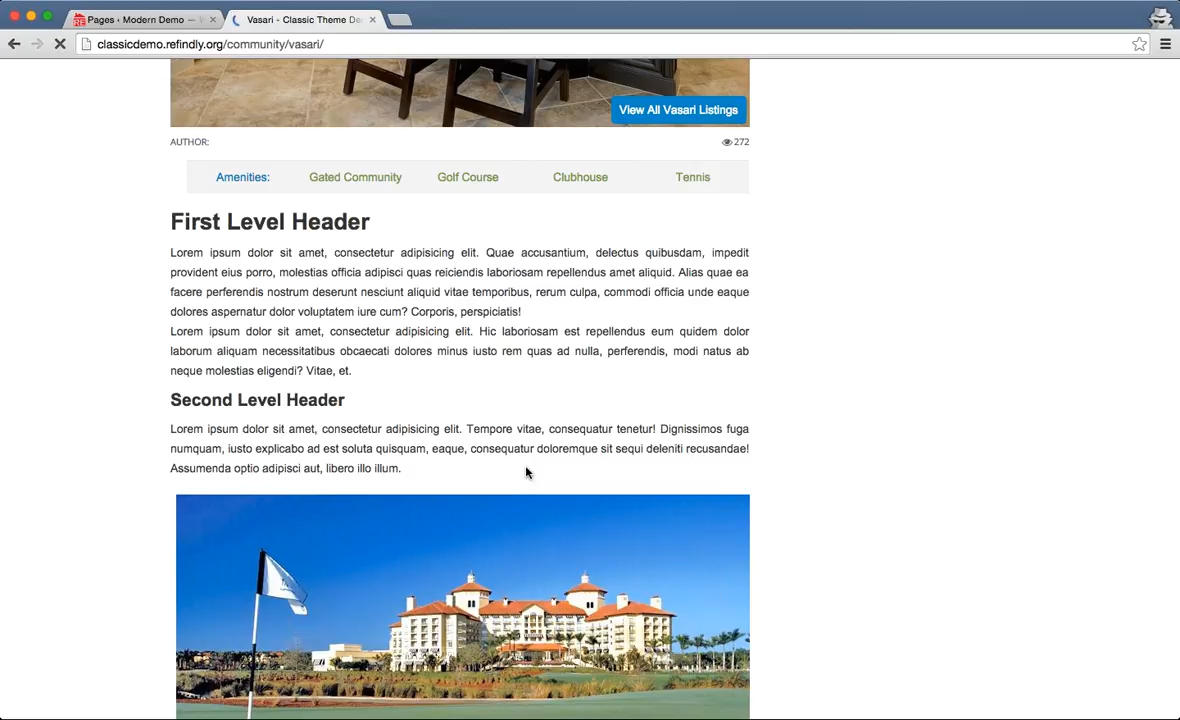 Pages ‹ Modern Demo —
Vasari - Classic Theme De
classicdemo.refindly.org/community/vasari/
View All Vasari Listings
AUTHOR:
272
Amenities: Gated Community Golf Course Clubhouse Tennis
First Level Header
Lorem ipsum dolor sit amet, consectetur adipisicing elit. Quae accusantium, delectus quibusdam, impedit
provident eius porro, molestias officia adipisci quas reiciendis laboriosam repellendus amet aliquid. Alias quae ea
facere perferendis nostrum deserunt nesciunt aliquid vitae temporibus, rerum culpa, commodi officia unde eaque
dolores aspernatur dolor voluptatem iure cum? Corporis, perspiciatis!
Lorem ipsum dolor sit amet, consectetur adipisicing elit. Hic laboriosam est repellendus eum quidem dolor
laborum aliquam necessitatibus obcaecati dolores minus iusto rem quas ad nulla, perferendis, modi natus ab
neque molestias eligendi? Vitae, et.
Second Level Header
Lorem ipsum dolor sit amet, consectetur adipisicing elit. Tempore vitae, consequatur tenetur! Dignissimos fuga
numquam, iusto explicabo ad est soluta quisquam, eaque, consequatur doloremque sit sequi deleniti recusandae!
Assumenda optio adipisci aut, libero illo illum.